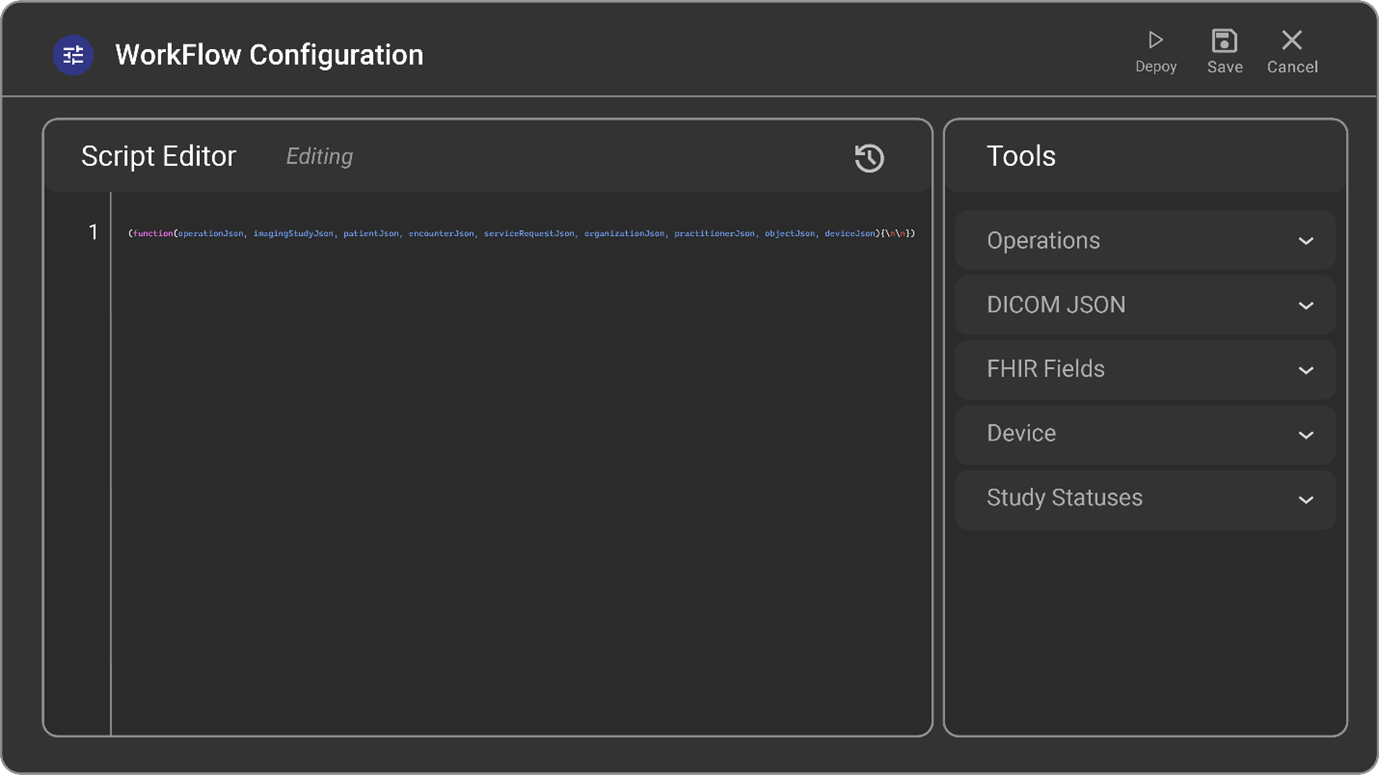 WorkFlow Configuration
Depoy
Save
Cancel
Script Editor
Editing
1
(function(operationJson, imagingStudyJson, patientJson, encounterJson, serviceRequestJson, organizationJson, practitionerJson, objectJson, deviceJson){\n\n})
Tools
Operations
DICOM JSON
FHIR Fields
Device
Study Statuses